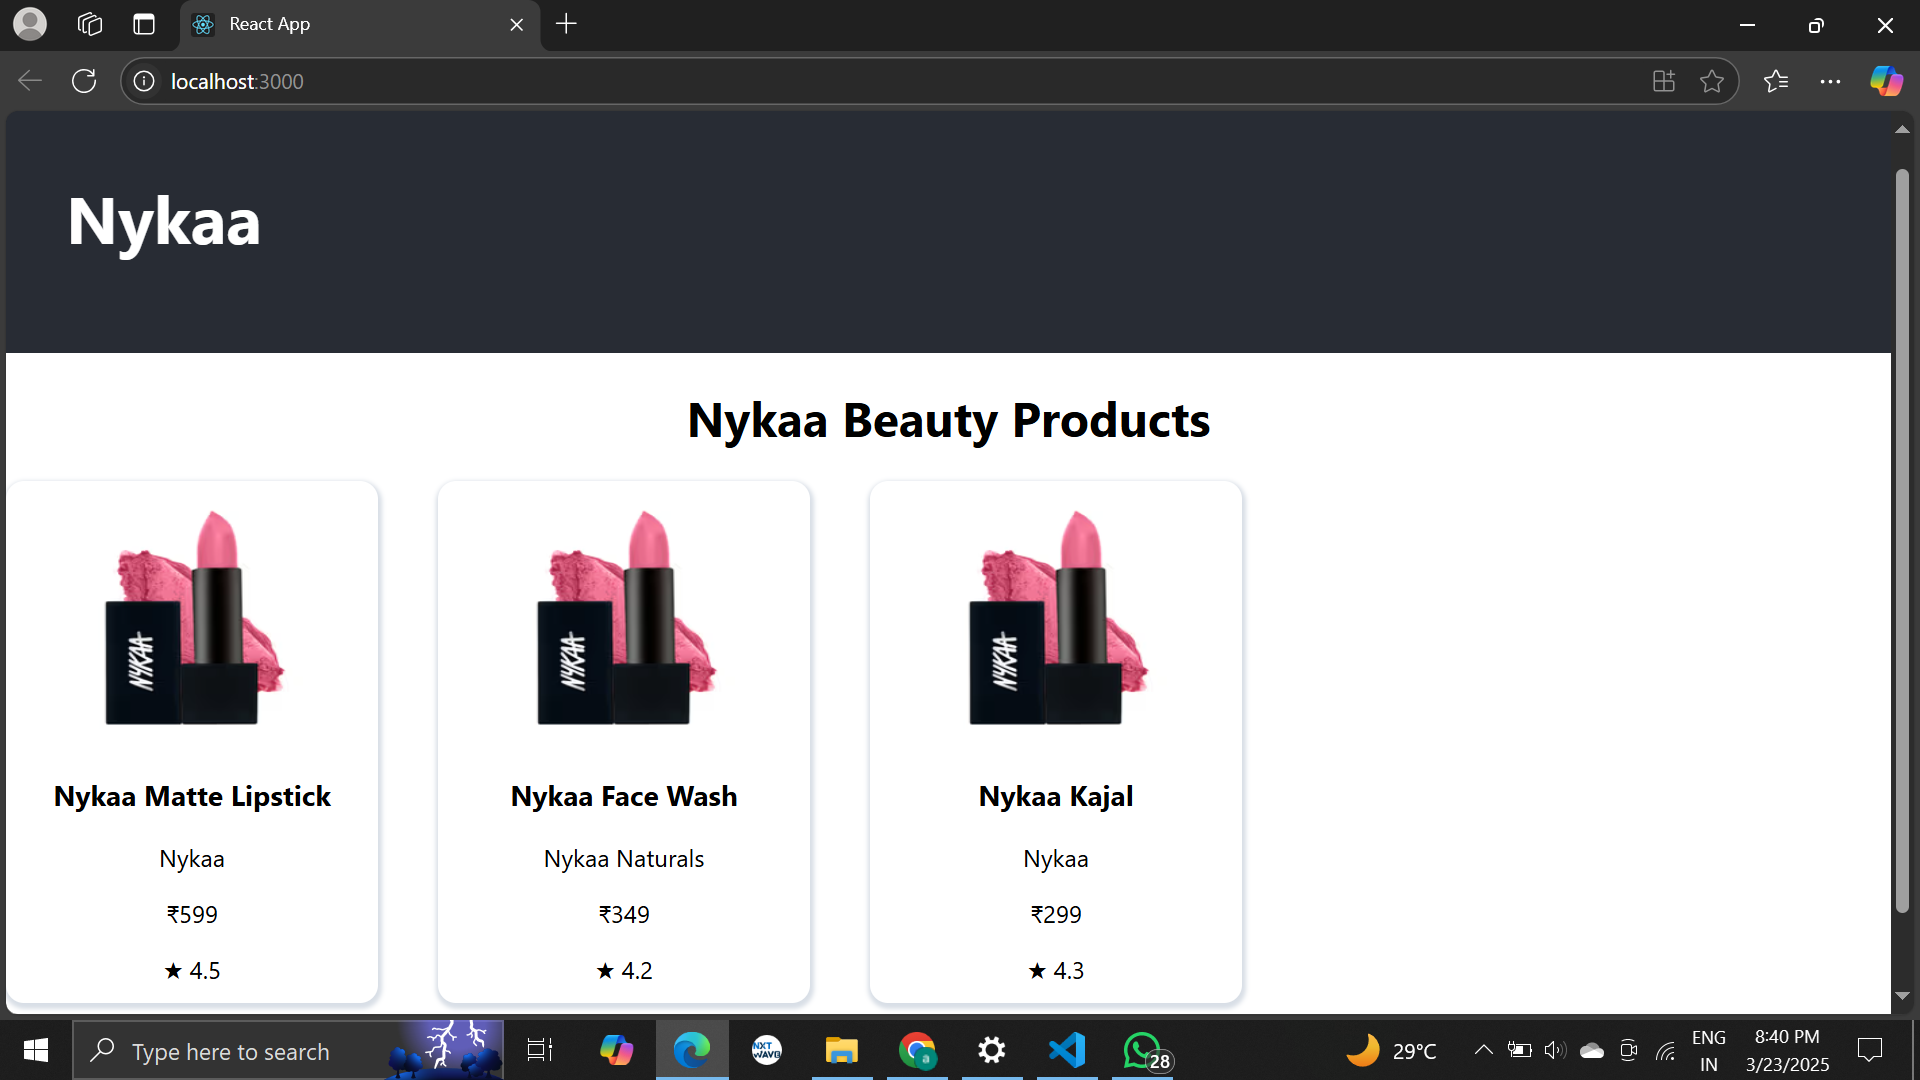 React App
localhost:3000
Nykaa
Nykaa Beauty Products
NYKAA
NYKAA
NYKAA
Nykaa Matte Lipstick
Nykaa
₹599
★ 4.5
Nykaa Face Wash
Nykaa Naturals
₹349
★ 4.2
Nykaa Kajal
Nykaa
₹299
★ 4.3
Type here to search
NXT
WAVE
a
28
29°C
ENG
IN
8:40 PM
3/23/2025